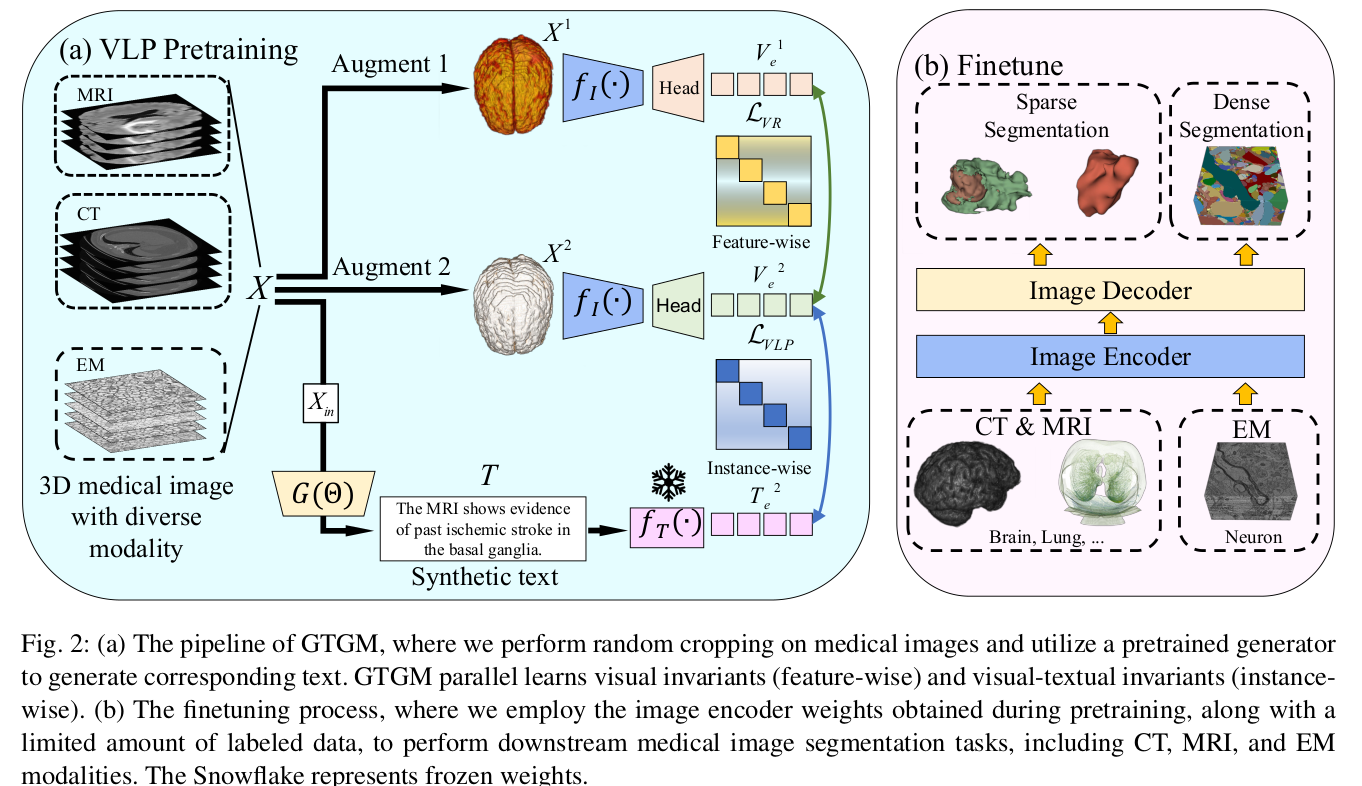 (a) VLP Pretraining
MRI
CT
EM
3D medical image
with diverse
modality
X
Augment 1
Augment 2
X_{in}
G(Θ)
X^1
f_I(·)
Head
V_e^1
ℒ_{VR}
Feature-wise
X^2
f_I(·)
Head
V_e^2
ℒ_{VLP}
Instance-wise
T
The MRI shows evidence
of past ischemic stroke in
the basal ganglia.
Synthetic text
f_T(·)
T_e^2
(b) Finetune
Sparse
Segmentation
Dense
Segmentation
Image Decoder
Image Encoder
CT & MRI
Brain, Lung, ...
EM
Neuron
Fig. 2: (a) The pipeline of GTGM, where we perform random cropping on medical images and utilize a pretrained generator
to generate corresponding text. GTGM parallel learns visual invariants (feature-wise) and visual-textual invariants (instance-
wise). (b) The finetuning process, where we employ the image encoder weights obtained during pretraining, along with a
limited amount of labeled data, to perform downstream medical image segmentation tasks, including CT, MRI, and EM
modalities. The Snowflake represents frozen weights.